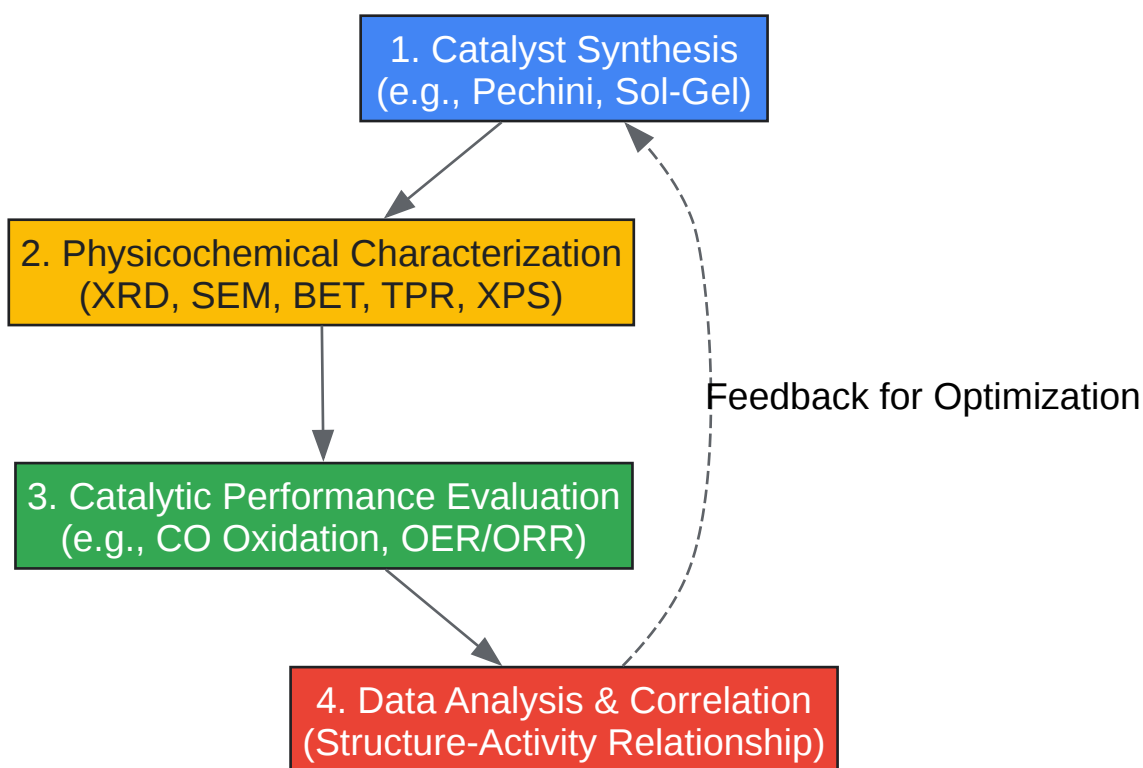 1. Catalyst Synthesis
(e.g., Pechini, Sol-Gel)
2. Physicochemical Characterization
(XRD, SEM, BET, TPR, XPS)
Feedback for Optimization
3. Catalytic Performance Evaluation
(e.g., CO Oxidation, OER/ORR)
4. Data Analysis & Correlation
(Structure-Activity Relationship)